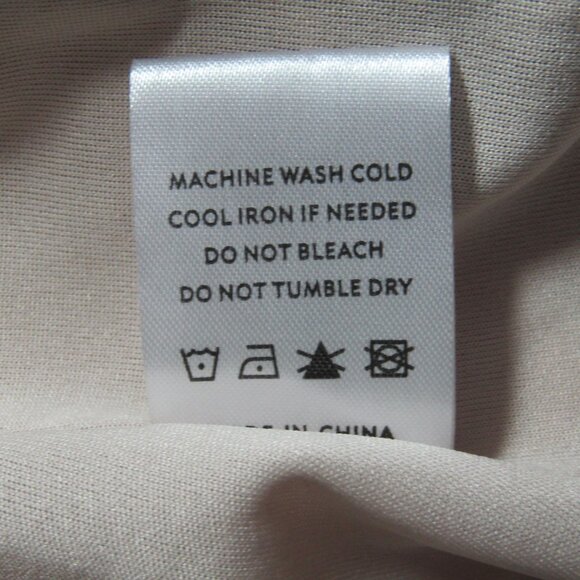 MACHINE WASH COLD
COOL IRON IF NEEDED
DO NOT BLEACH
DO NOT TUMBLE DRY
IN CHINA